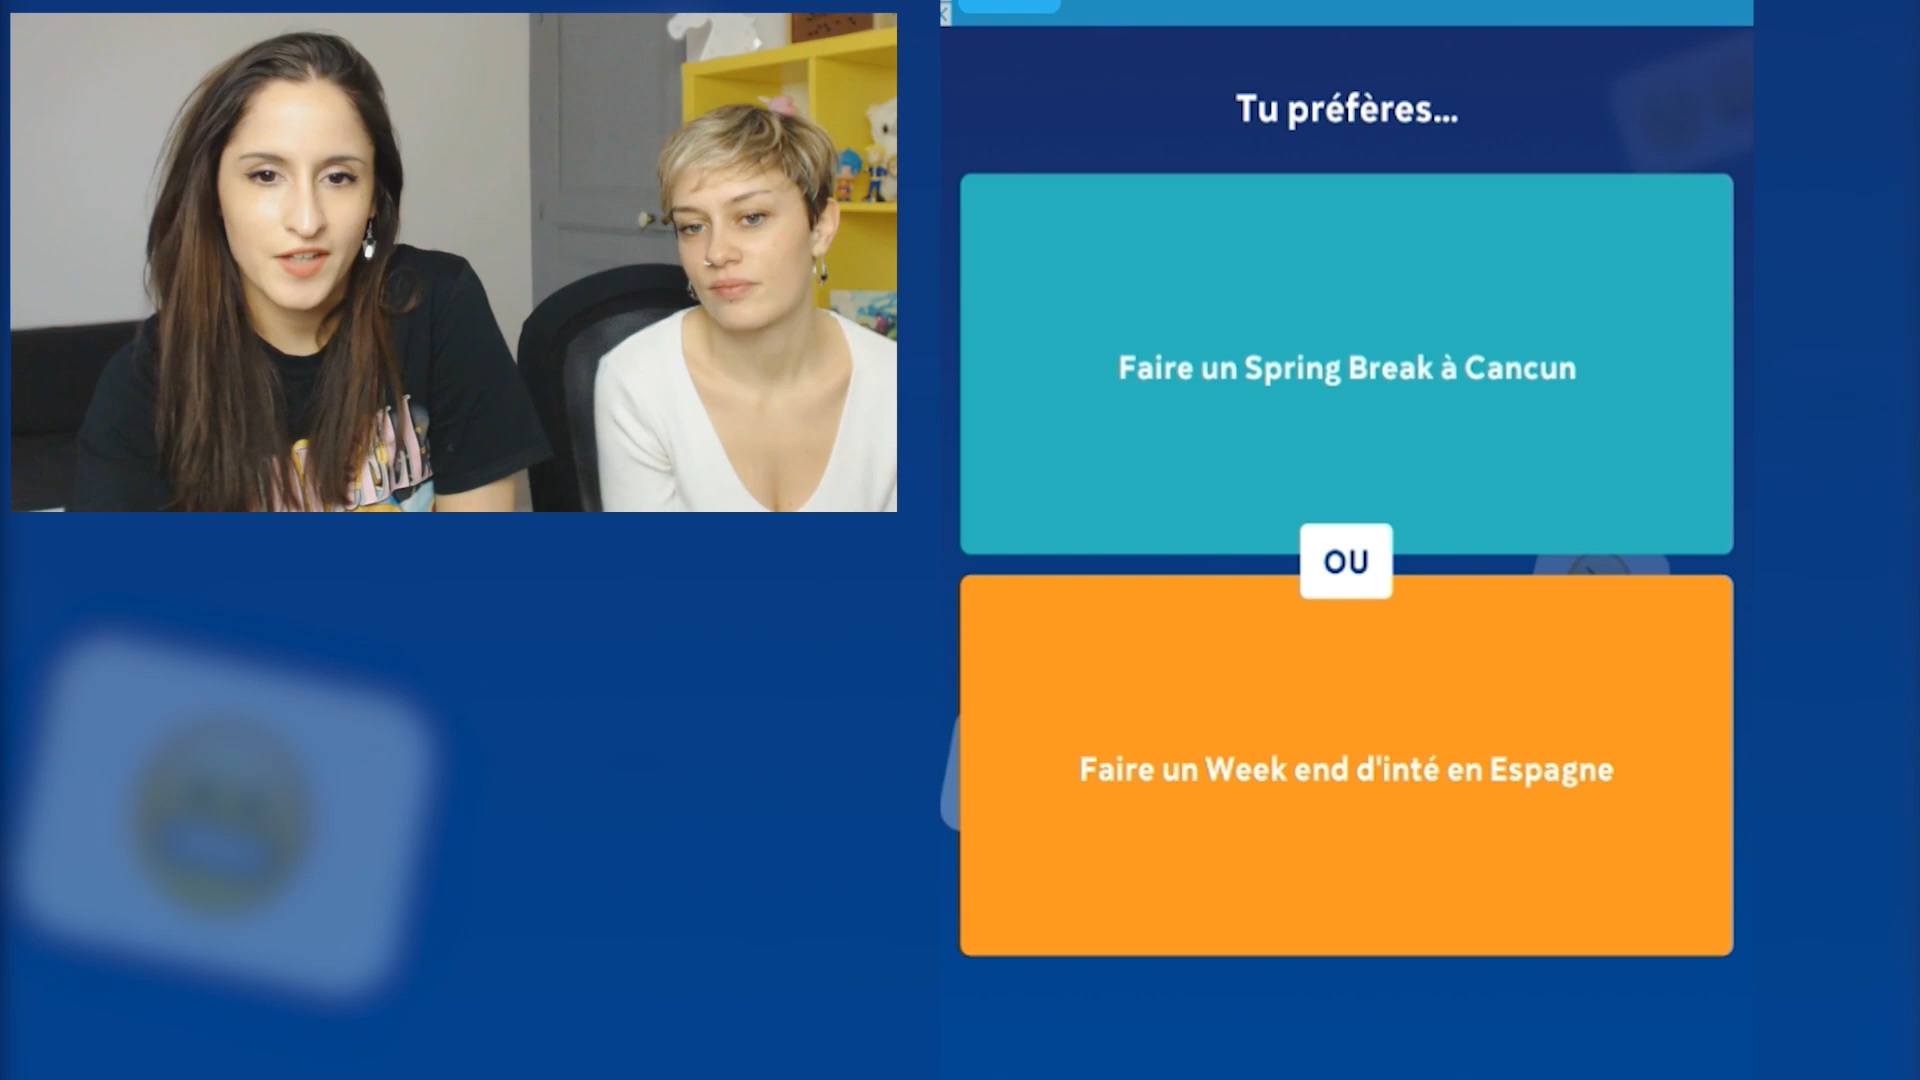 Tu préfères...
Faire un Spring Break à Cancun
OU
Faire un Week end d'inté en Espagne